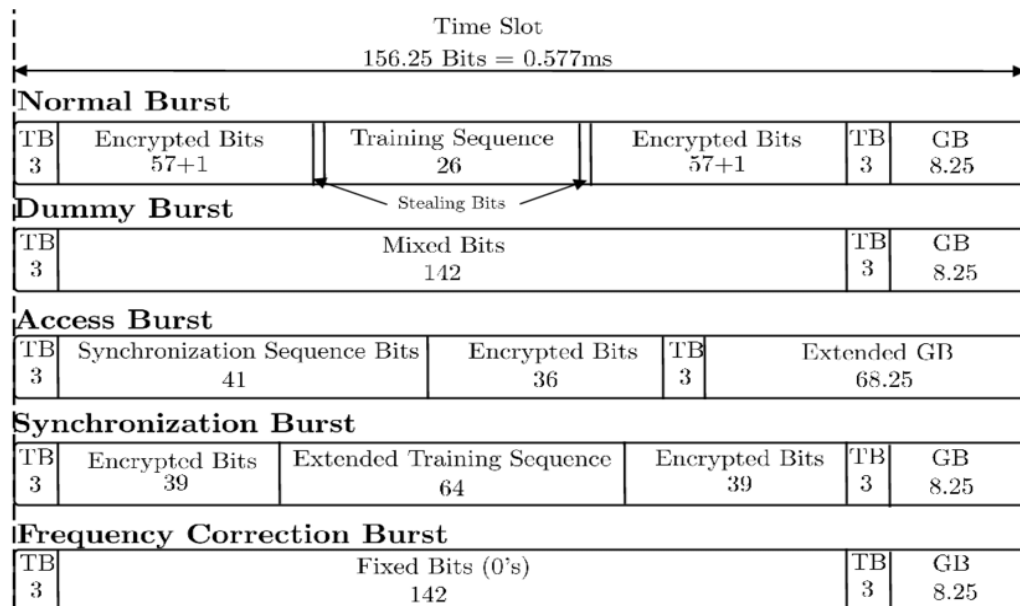 Time Slot
156.25 Bits = 0.577ms
Normal Burst
TB Encrypted Bits Training Sequence Encrypted Bits TB GB
3 57+1 26 57+1 3 8.25
Stealing Bits
Dummy Burst
TB Mixed Bits TB GB
3 142 3 8.25
Access Burst
TB Synchronization Sequence Bits Encrypted Bits TB Extended GB
3 41 36 3 68.25
Synchronization Burst
TB Encrypted Bits Extended Training Sequence Encrypted Bits TB GB
3 39 64 39 3 8.25
Frequency Correction Burst
TB Fixed Bits (0's) TB GB
3 142 3 8.25